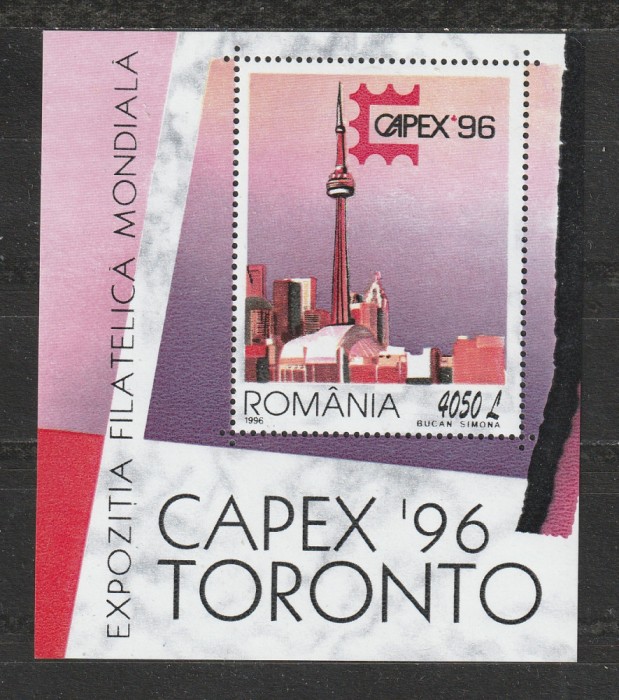 EXPOZIȚIA FILATELICĂ MONDIALĂ
CAPEX '96
ROMÂNIA
4050 L
1996
BUCAN SIMONA
CAPEX '96
TORONTO